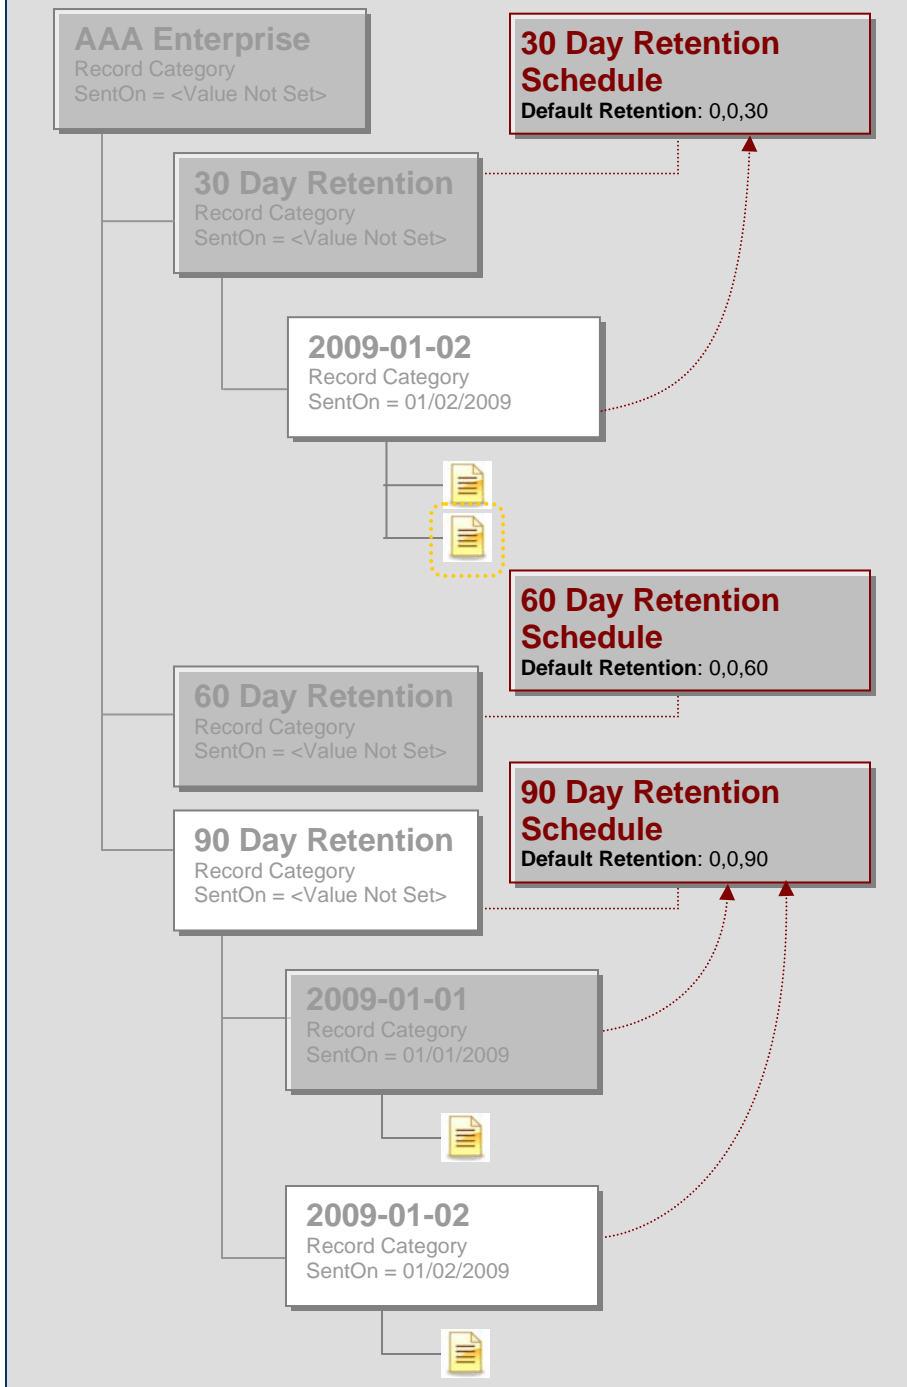 AAA Enterprise
Record Category
SentOn = <Value Not Set>
30 Day Retention
Schedule
Default Retention: 0,0,30
30 Day Retention
Record Category
SentOn = <Value Not Set>
2009-01-02
Record Category
SentOn = 01/02/2009
60 Day Retention
Schedule
Default Retention: 0,0,60
60 Day Retention
Record Category
SentOn = <Value Not Set>
90 Day Retention
Schedule
Default Retention: 0,0,90
90 Day Retention
Record Category
SentOn = <Value Not Set>
2009-01-01
Record Category
SentOn = 01/01/2009
2009-01-02
Record Category
SentOn = 01/02/2009